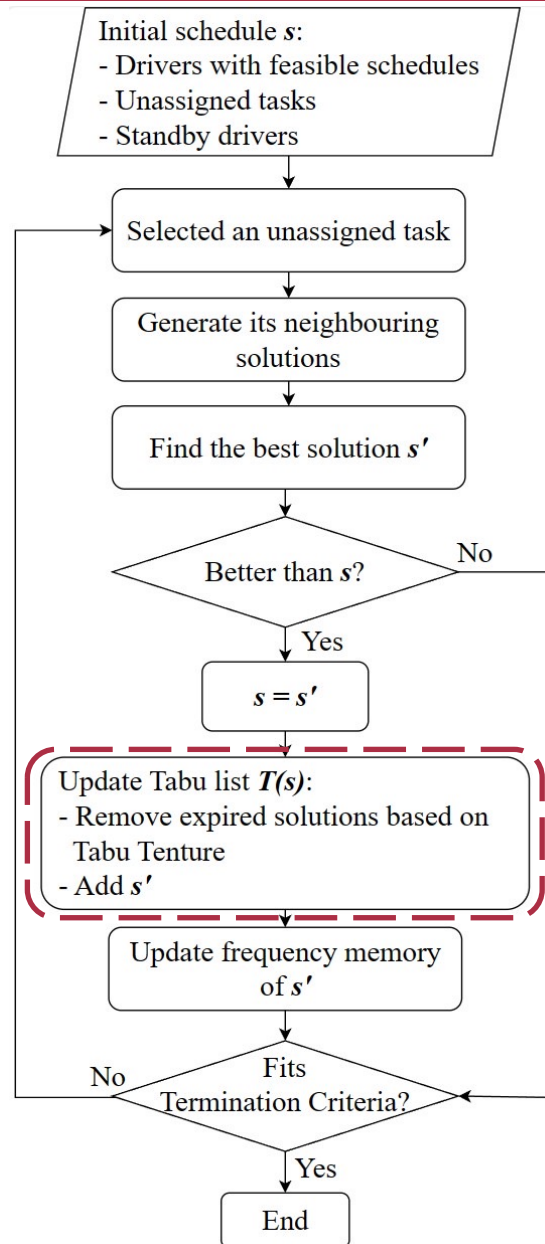 Initial schedule s:
- Drivers with feasible schedules
- Unassigned tasks
- Standby drivers
Selected an unassigned task
Generate its neighbouring
solutions
Find the best solution s'
Better than s?
No
Yes
s = s'
Update Tabu list T(s):
- Remove expired solutions based on
Tabu Tenture
- Add s'
Update frequency memory
of s'
No
Fits
Termination Criteria?
Yes
End